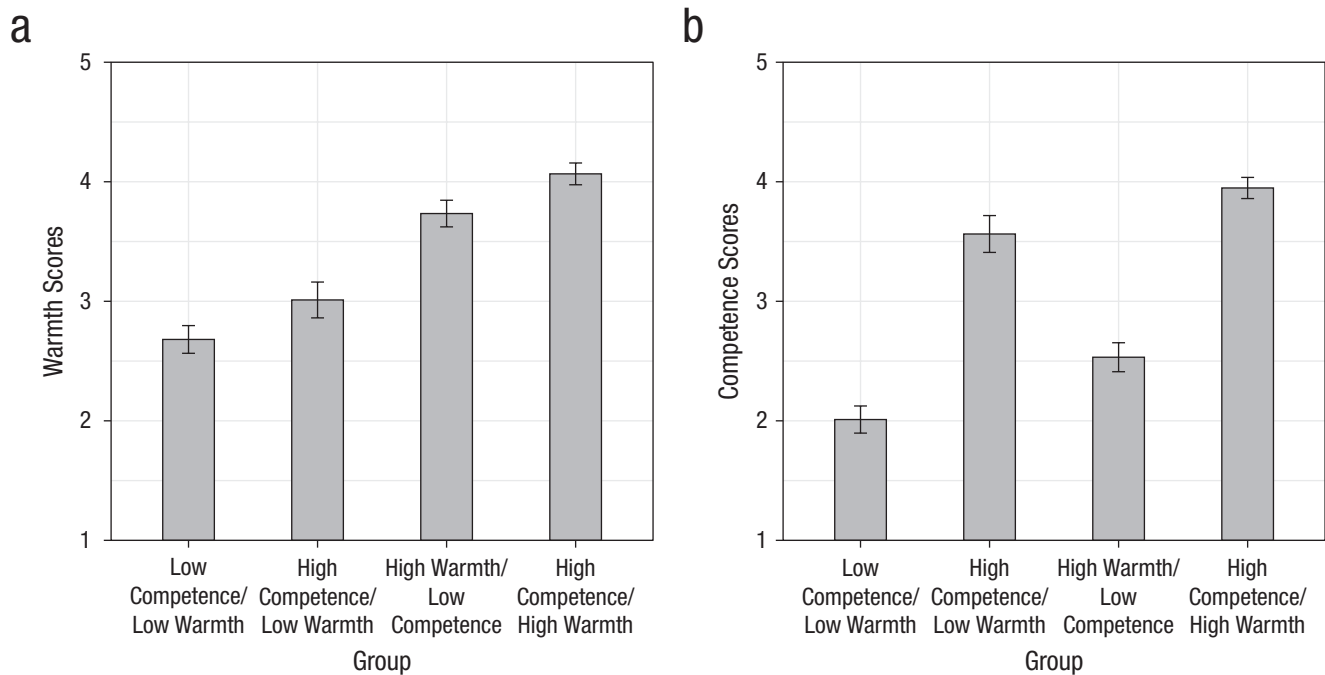 a
5
4
3
2
1
Warmth Scores
Low
Competence/
Low Warmth
High
Competence/
Low Warmth
High Warmth/
Low
Competence
High
Competence/
High Warmth
Group
b
5
4
3
2
1
Competence Scores
Low
Competence/
Low Warmth
High
Competence/
Low Warmth
High Warmth/
Low
Competence
High
Competence/
High Warmth
Group